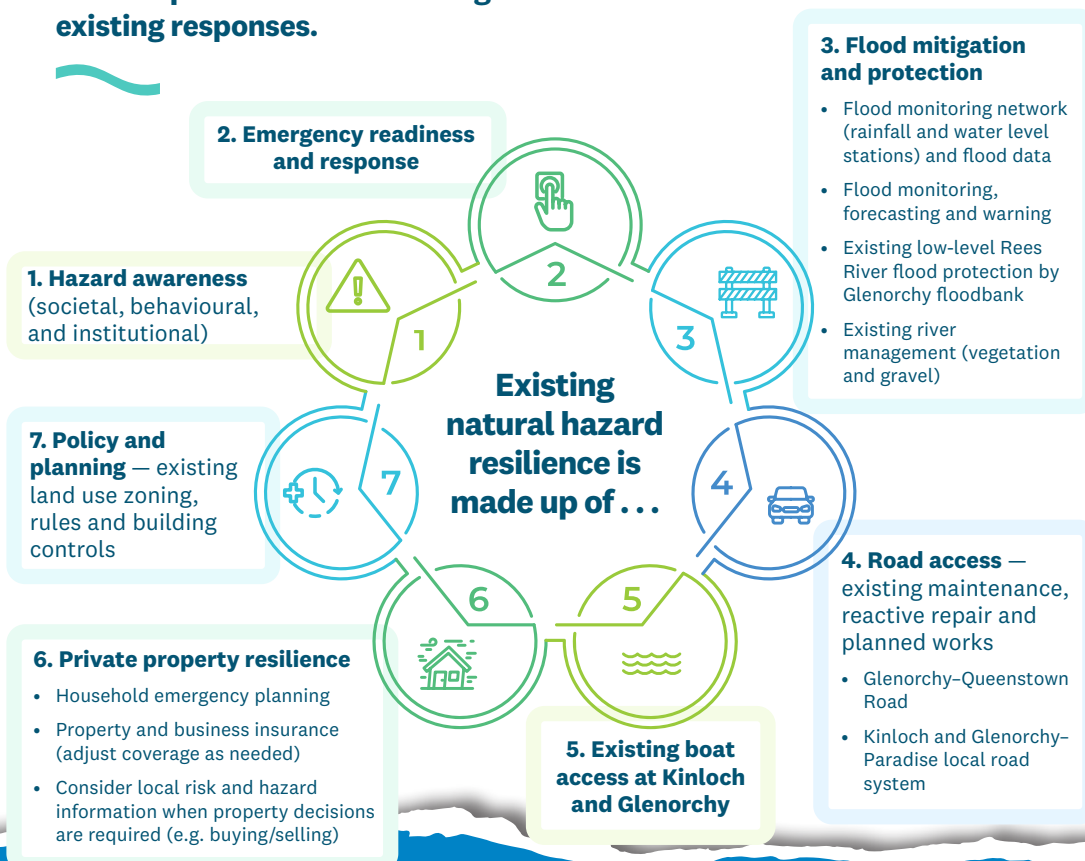 existing responses.
1. Hazard awareness
(societal, behavioural,
and institutional)
2. Emergency readiness
and response
3. Flood mitigation
and protection
• Flood monitoring network
(rainfall and water level
stations) and flood data
• Flood monitoring,
forecasting and warning
• Existing low-level Rees
River flood protection by
Glenorchy floodbank
• Existing river
management (vegetation
and gravel)
4. Road access —
existing maintenance,
reactive repair and
planned works
• Glenorchy–Queenstown
Road
• Kinloch and Glenorchy–
Paradise local road
system
5. Existing boat
access at Kinloch
and Glenorchy
6. Private property resilience
• Household emergency planning
• Property and business insurance
(adjust coverage as needed)
• Consider local risk and hazard
information when property decisions
are required (e.g. buying/selling)
7. Policy and
planning — existing
land use zoning,
rules and building
controls
Existing
natural hazard
resilience is
made up of . . .
1
2
3
4
5
6
7